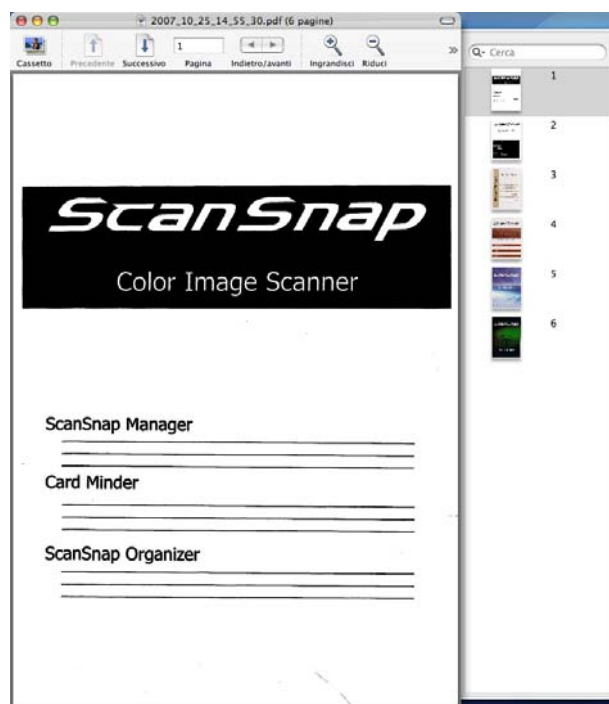 2007_10_25_14_55_30.pdf (6 pagine)
1
Cassetto Precedente Successivo Pagina Indietro/avanti Ingrandisci Riduci
»
ScanSnap
Color Image Scanner
ScanSnap Manager
Card Minder
ScanSnap Organizer
Cerca
1
2
3
4
5
6